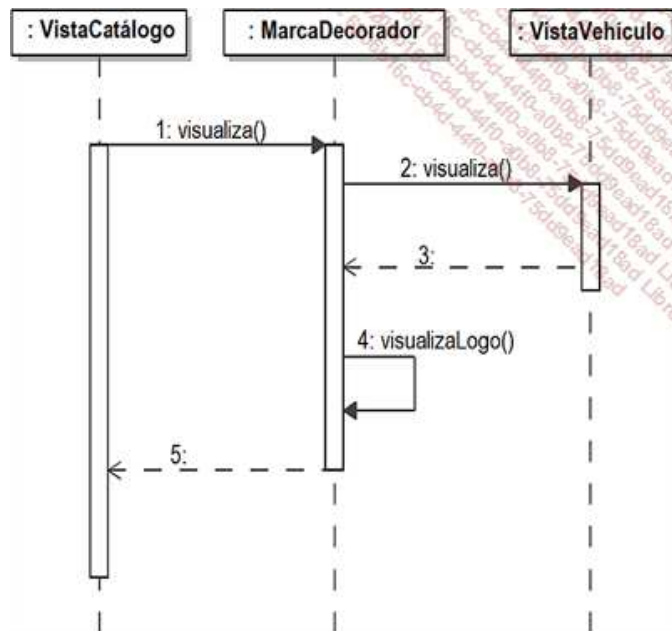 : VistaCatálogo
: MarcaDecorador
: VistaVehículo
1: visualiza()
2: visualiza()
3:
4: visualizaLogo()
5: